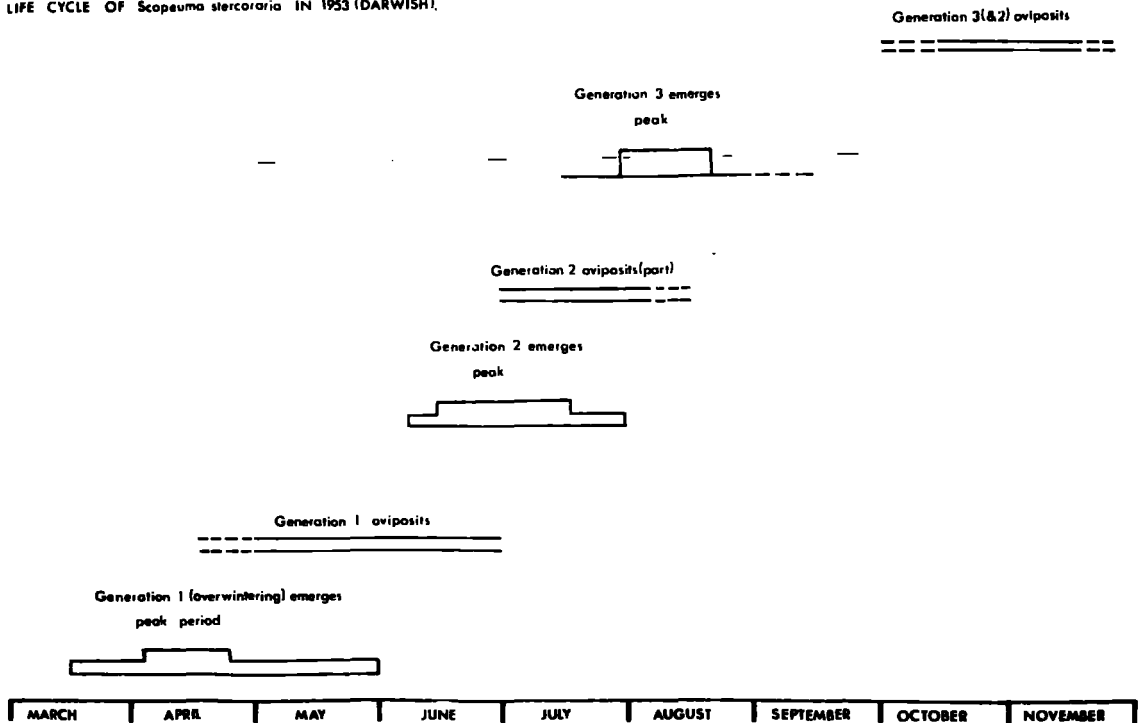 LIFE CYCLE OF Scopeuma stercoraria IN 1953 (DARWISH).
Generation 3(&2) oviposits
Generation 3 emerges
peak
Generation 2 oviposits(part)
Generation 2 emerges
peak
Generation 1 oviposits
Generation 1 (overwintering) emerges
peak period
MARCH APRIL MAY JUNE JULY AUGUST SEPTEMBER OCTOBER NOVEMBER